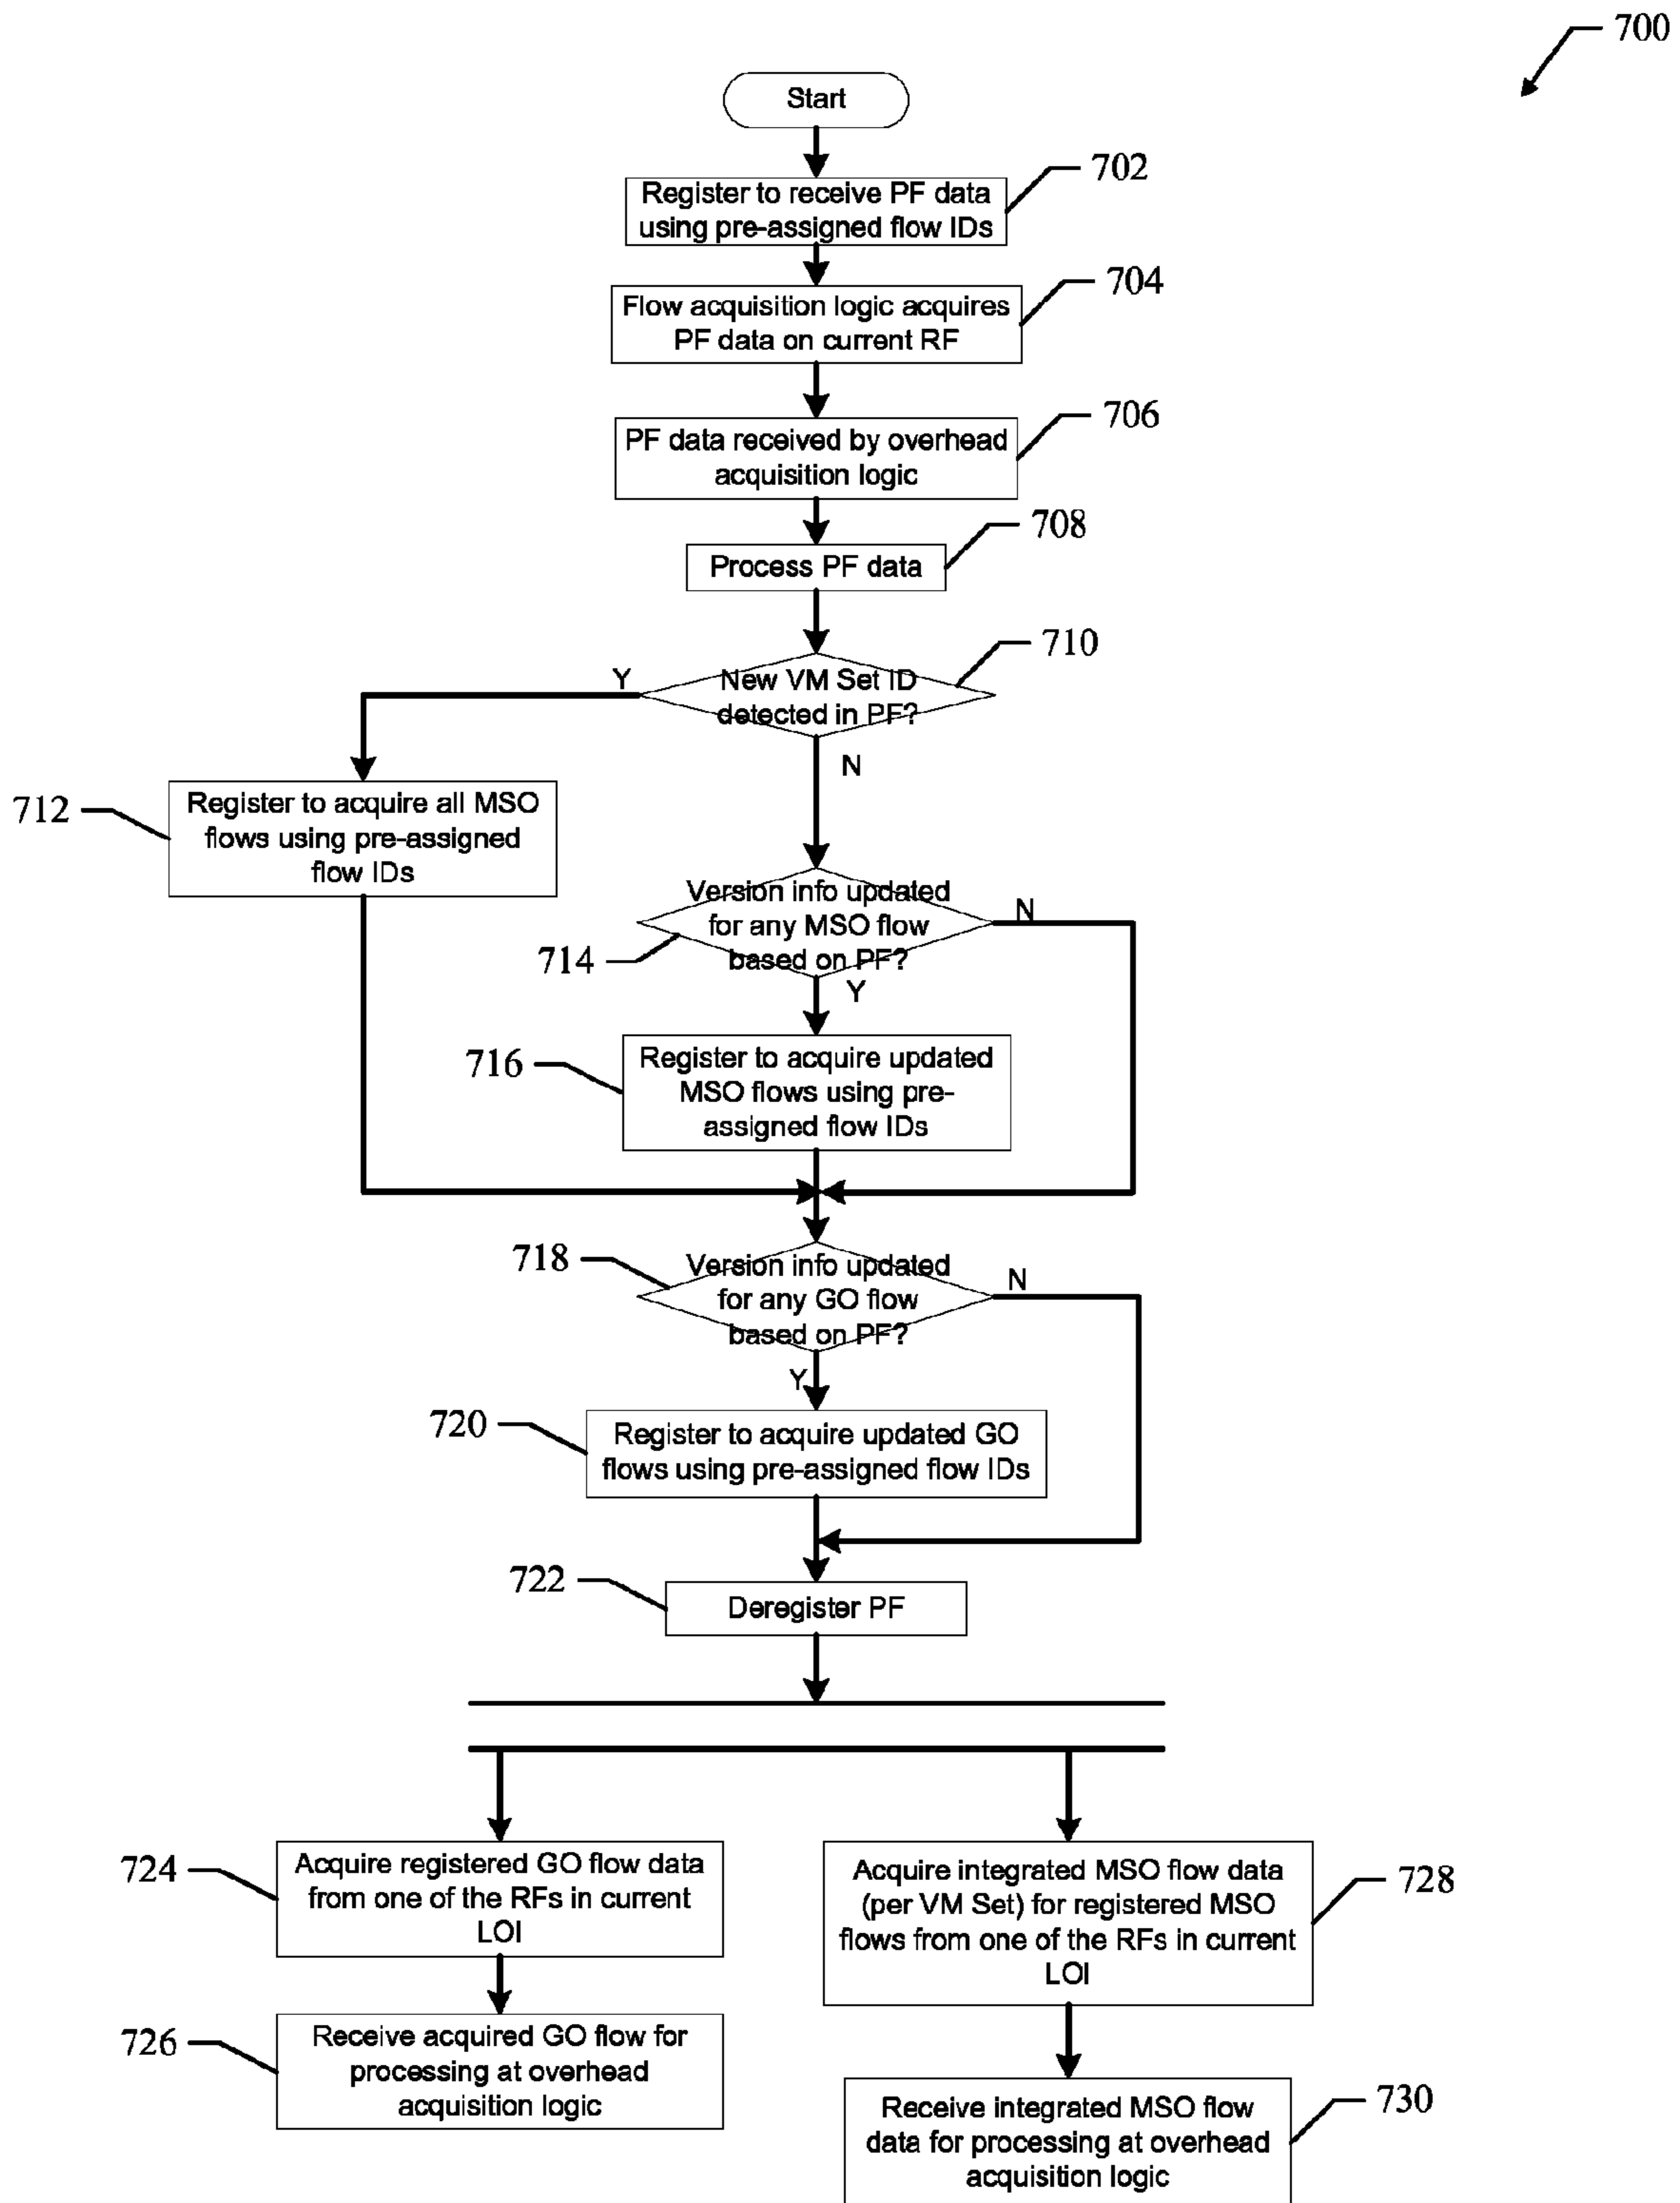 700
Start
702
Register to receive PF data
using pre-assigned flow IDs
704
Flow acquisition logic acquires
PF data on current RF
706
PF data received by overhead
acquisition logic
708
Process PF data
710
Y
New VM Set ID
detected in PF?
N
712
Register to acquire all MSO
flows using pre-assigned
flow IDs
Version info updated
for any MSO flow
based on PF?
N
714
Y
716
Register to acquire updated
MSO flows using pre-
assigned flow IDs
718
Version info updated
for any GO flow
based on PF?
N
Y
720
Register to acquire updated GO
flows using pre-assigned flow IDs
722
Deregister PF
724
Acquire registered GO flow data
from one of the RFs in current
LOI
Acquire integrated MSO flow data
(per VM Set) for registered MSO
flows from one of the RFs in current
LOI
728
726
Receive acquired GO flow for
processing at overhead
acquisition logic
Receive integrated MSO flow
data for processing at overhead
acquisition logic
730